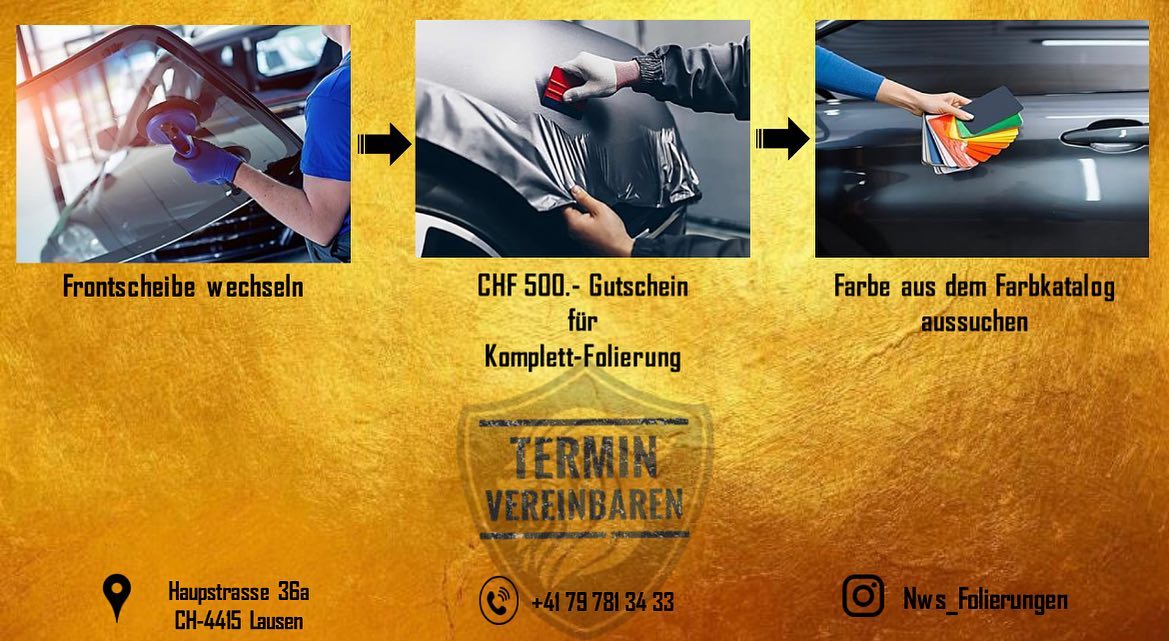 Frontscheibe wechseln
CHF 500.- Gutschein
für
Komplett-Folierung
Farbe aus dem Farbkatalog
aussuchen
TERMIN
VEREINBAREN
Haupstrasse 36a
CH-4415 Lausen
+41 79 781 34 33
Nws_Folierungen